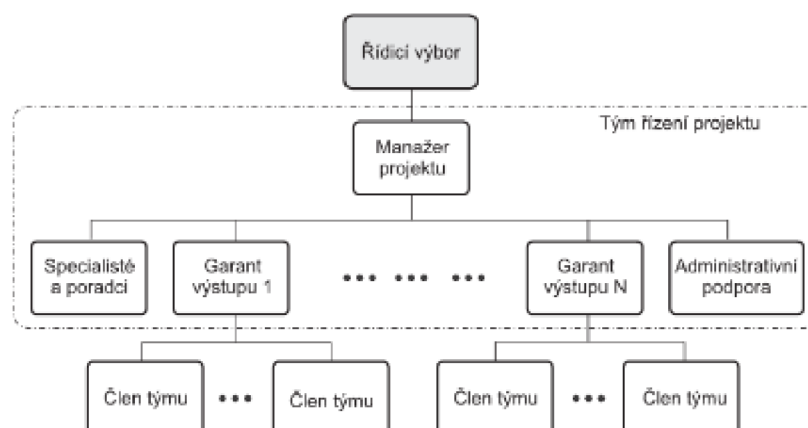 Řídicí výbor
Tým řízení projektu
Manažer
projektu
Specialisté
a poradci
Garant
výstupu 1
••• ••• •••
Garant
výstupu N
Administrativní
podpora
Člen týmu
•••
Člen týmu
Člen týmu
•••
Člen týmu